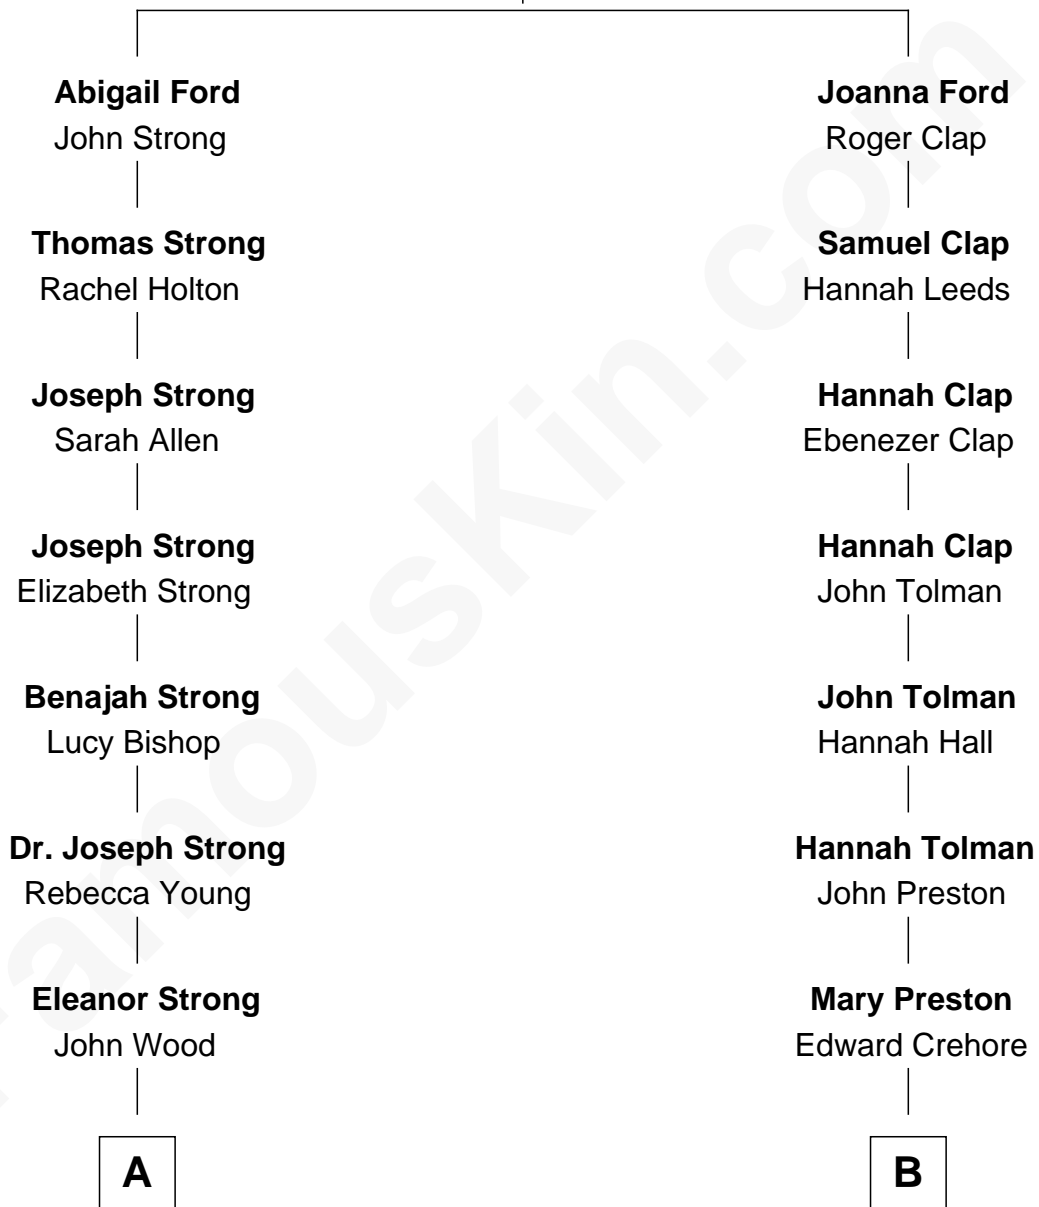 Abigail Ford
John Strong
Thomas Strong
Rachel Holton
Joseph Strong
Sarah Allen
Joseph Strong
Elizabeth Strong
Benajah Strong
Lucy Bishop
Dr. Joseph Strong
Rebecca Young
Eleanor Strong
John Wood
A
Joanna Ford
Roger Clap
Samuel Clap
Hannah Leeds
Hannah Clap
Ebenezer Clap
Hannah Clap
John Tolman
John Tolman
Hannah Hall
Hannah Tolman
John Preston
Mary Preston
Edward Crehore
B
FamousKin.com